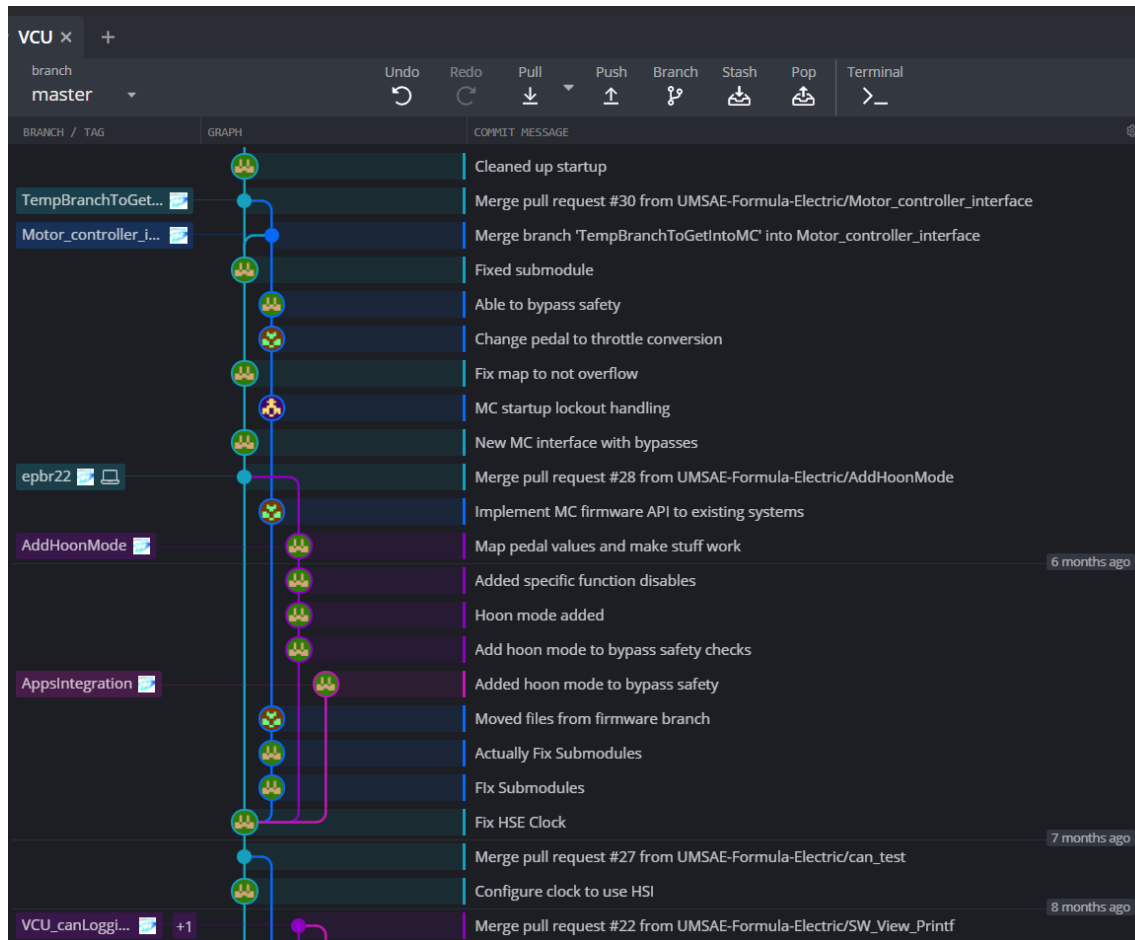 VCU × +
branch
master
Undo Redo Pull Push Branch Stash Pop Terminal
BRANCH / TAG GRAPH COMMIT MESSAGE
Cleaned up startup
TempBranchToGet... Merge pull request #30 from UMSAE-Formula-Electric/Motor_controller_interface
Motor_controller_i... Merge branch 'TempBranchToGetIntoMC' into Motor_controller_interface
Fixed submodule
Able to bypass safety
Change pedal to throttle conversion
Fix map to not overflow
MC startup lockout handling
New MC interface with bypasses
epbr22 Merge pull request #28 from UMSAE-Formula-Electric/AddHoonMode
Implement MC firmware API to existing systems
AddHoonMode Map pedal values and make stuff work
6 months ago
Added specific function disables
Hoon mode added
Add hoon mode to bypass safety checks
AppsIntegration Added hoon mode to bypass safety
Moved files from firmware branch
Actually Fix Submodules
FIx Submodules
Fix HSE Clock
7 months ago
Merge pull request #27 from UMSAE-Formula-Electric/can_test
Configure clock to use HSI
8 months ago
VCU_canLoggi... +1 Merge pull request #22 from UMSAE-Formula-Electric/SW_View_Printf